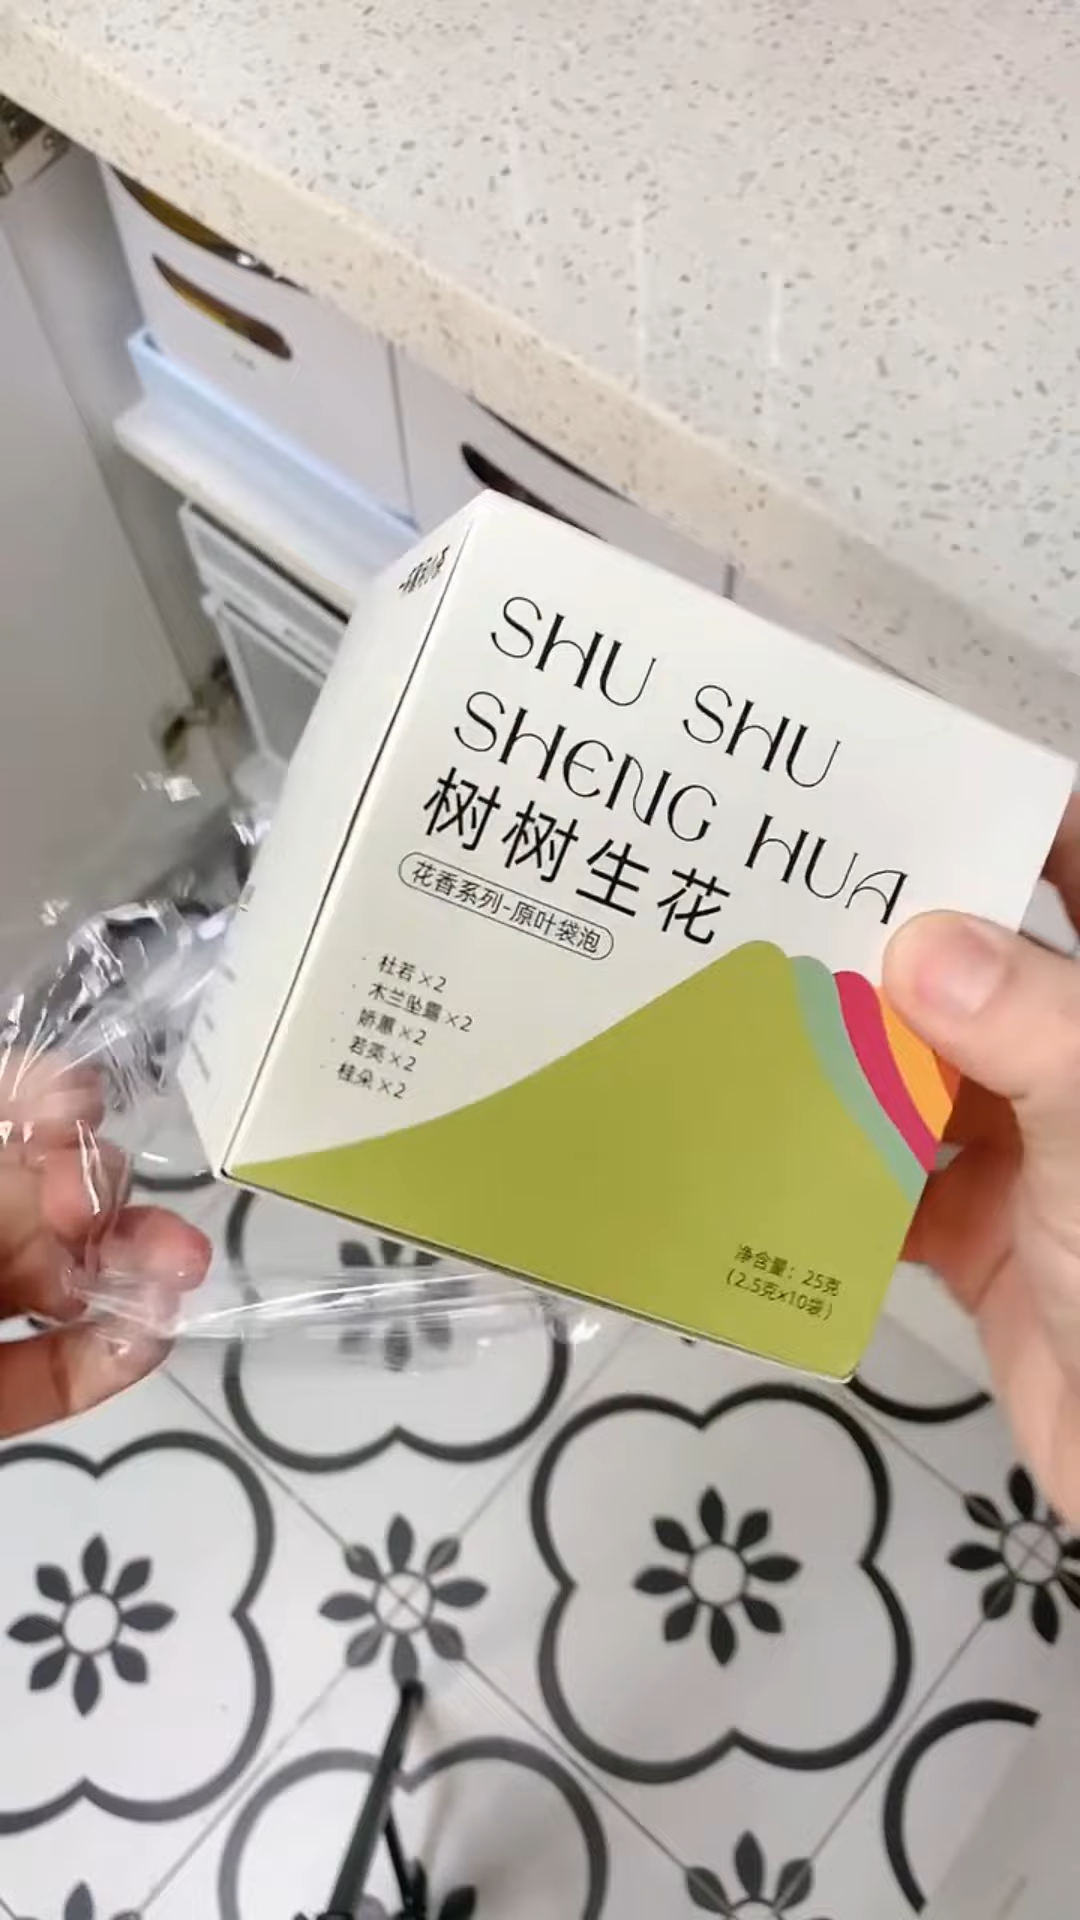 SHU SHU
SHENG HUA
树树生花
花香系列-原叶袋泡
· 杜若×2
· 木兰坠露×2
· 娇蕙×2
· 若英×2
· 桂朵×2
净含量：25克
（2.5克x10袋）